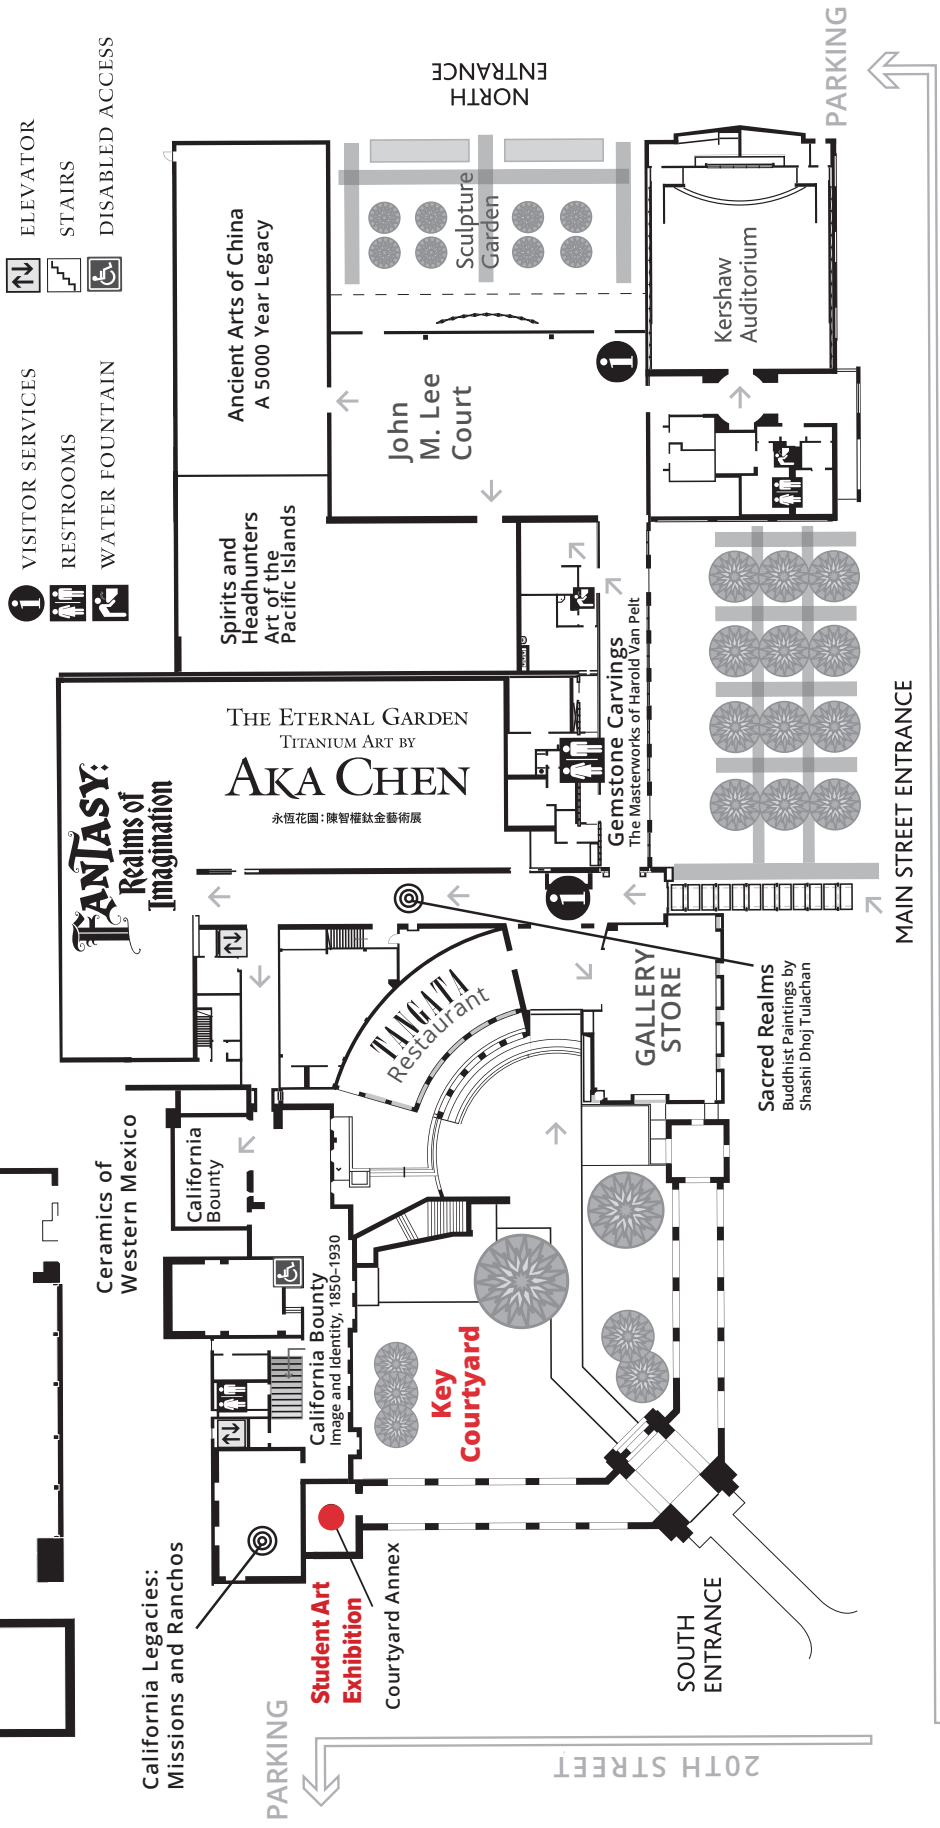 VISITOR SERVICES
RESTROOMS
WATER FOUNTAIN
ELEVATOR
STAIRS
DISABLED ACCESS
PARKING
NORTH
ENTRANCE
Ancient Arts of China
A 5000 Year Legacy
Sculpture
Garden
Kershaw
Auditorium
John
M. Lee
Court
Spirits and
Headhunters
Art of the
Pacific Islands
FANTASY:
Realms of
Imagination
THE ETERNAL GARDEN
TITANIUM ART BY
AKA CHEN
永恆花園：陳智權鈦金藝術展
Gemstone Carvings
The Masterworks of Harold Van Pelt
MAIN STREET ENTRANCE
TANGATA
Restaurant
GALLERY
STORE
Sacred Realms
Buddhist Paintings by
Shashi Dhoj Tulachan
Ceramics of
Western Mexico
California
Bounty
California Bounty
Image and Identity, 1850–1930
Key
Courtyard
California Legacies:
Missions and Ranchos
Student Art
Exhibition
Courtyard Annex
SOUTH
ENTRANCE
PARKING
20TH STREET